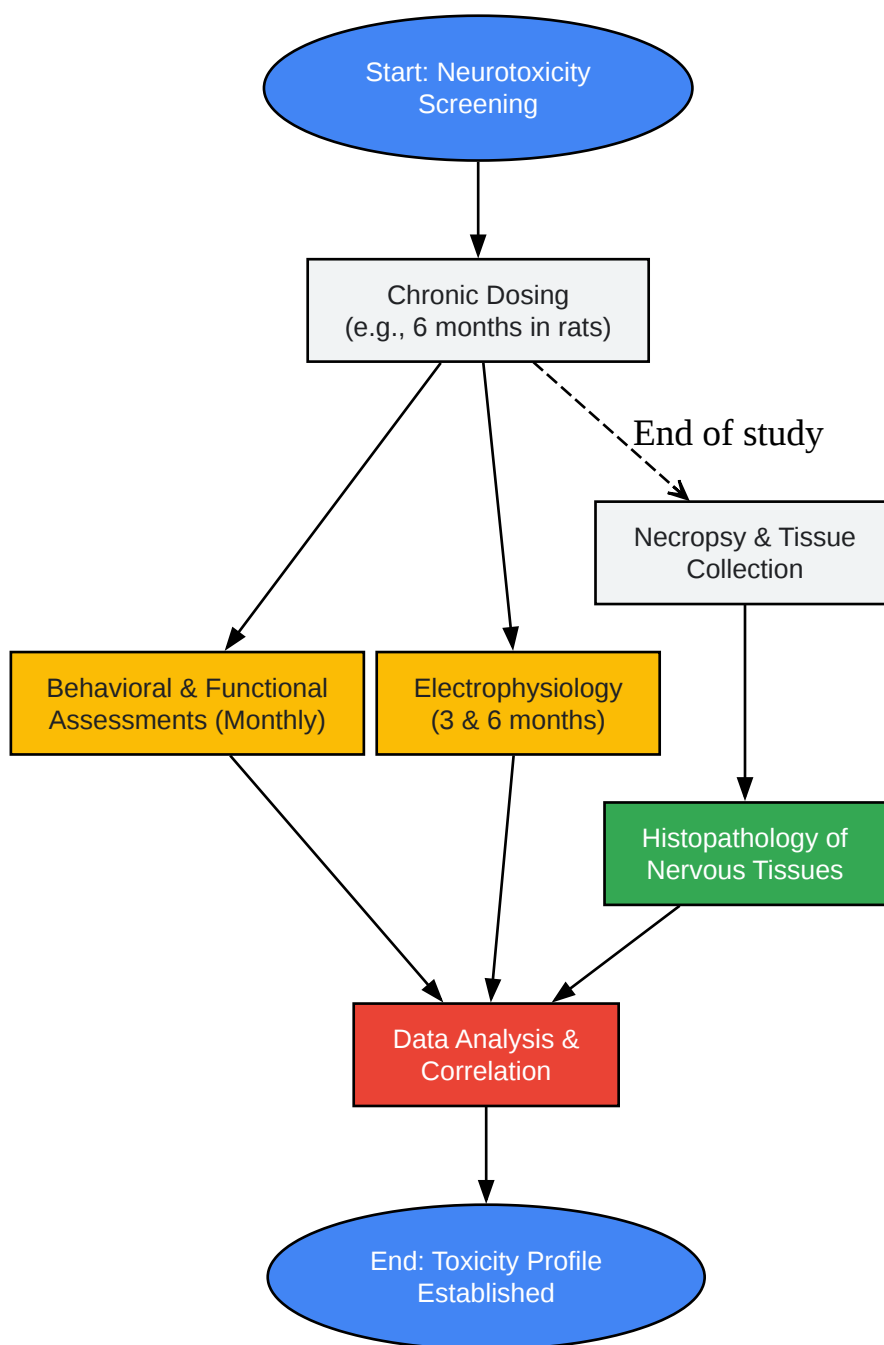 Start: Neurotoxicity
Screening
Chronic Dosing
(e.g., 6 months in rats)
End of study
Necropsy & Tissue
Collection
Behavioral & Functional
Assessments (Monthly)
Electrophysiology
(3 & 6 months)
Histopathology of
Nervous Tissues
Data Analysis &
Correlation
End: Toxicity Profile
Established